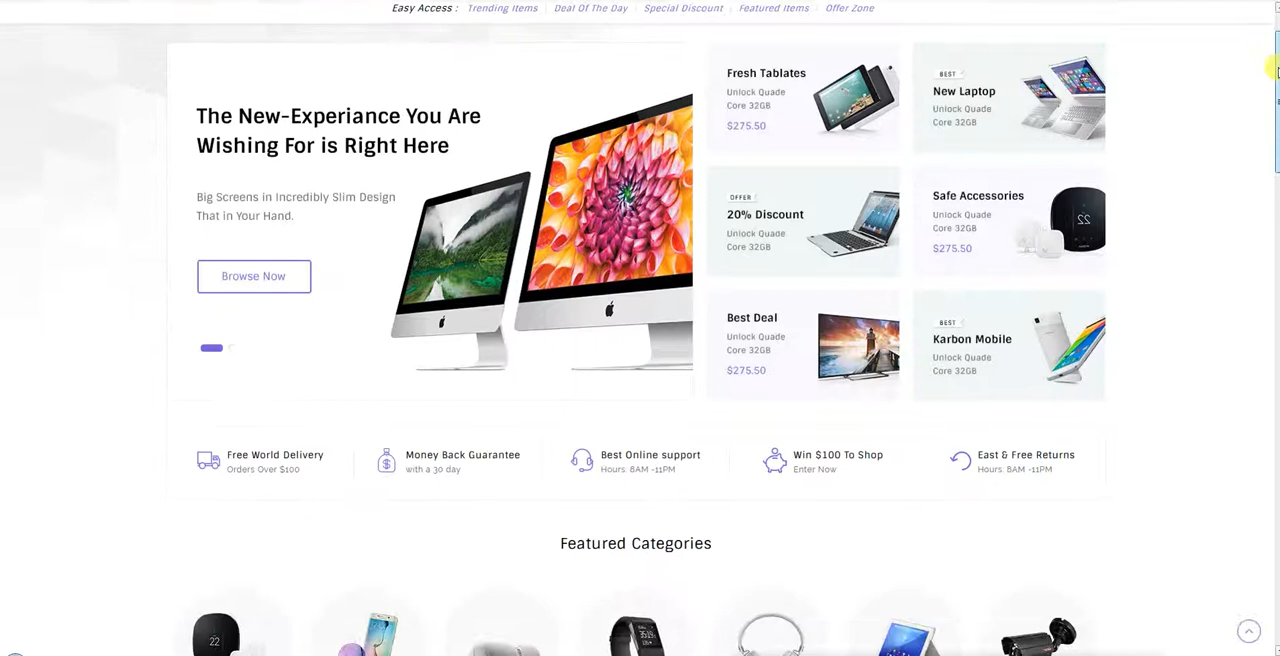 Easy Access : Trending Items Deal Of The Day Special Discount Featured Items Offer Zone
The New-Experiance You Are
Wishing For is Right Here
Big Screens in Incredibly Slim Design
That in Your Hand.
Browse Now
Fresh Tablates
Unlock Quade
Core 32GB
$275.50
BEST
New Laptop
Unlock Quade
Core 32GB
OFFER
20% Discount
Unlock Quade
Core 32GB
Safe Accessories
Unlock Quade
Core 32GB
$275.50
22
Best Deal
Unlock Quade
Core 32GB
$275.50
BEST
Karbon Mobile
Unlock Quade
Core 32GB
Free World Delivery
Orders Over $100
Money Back Guarantee
with a 30 day
Best Online support
Hours: 8AM -11PM
Win $100 To Shop
Enter Now
East & Free Returns
Hours: 8AM -11PM
Featured Categories
22